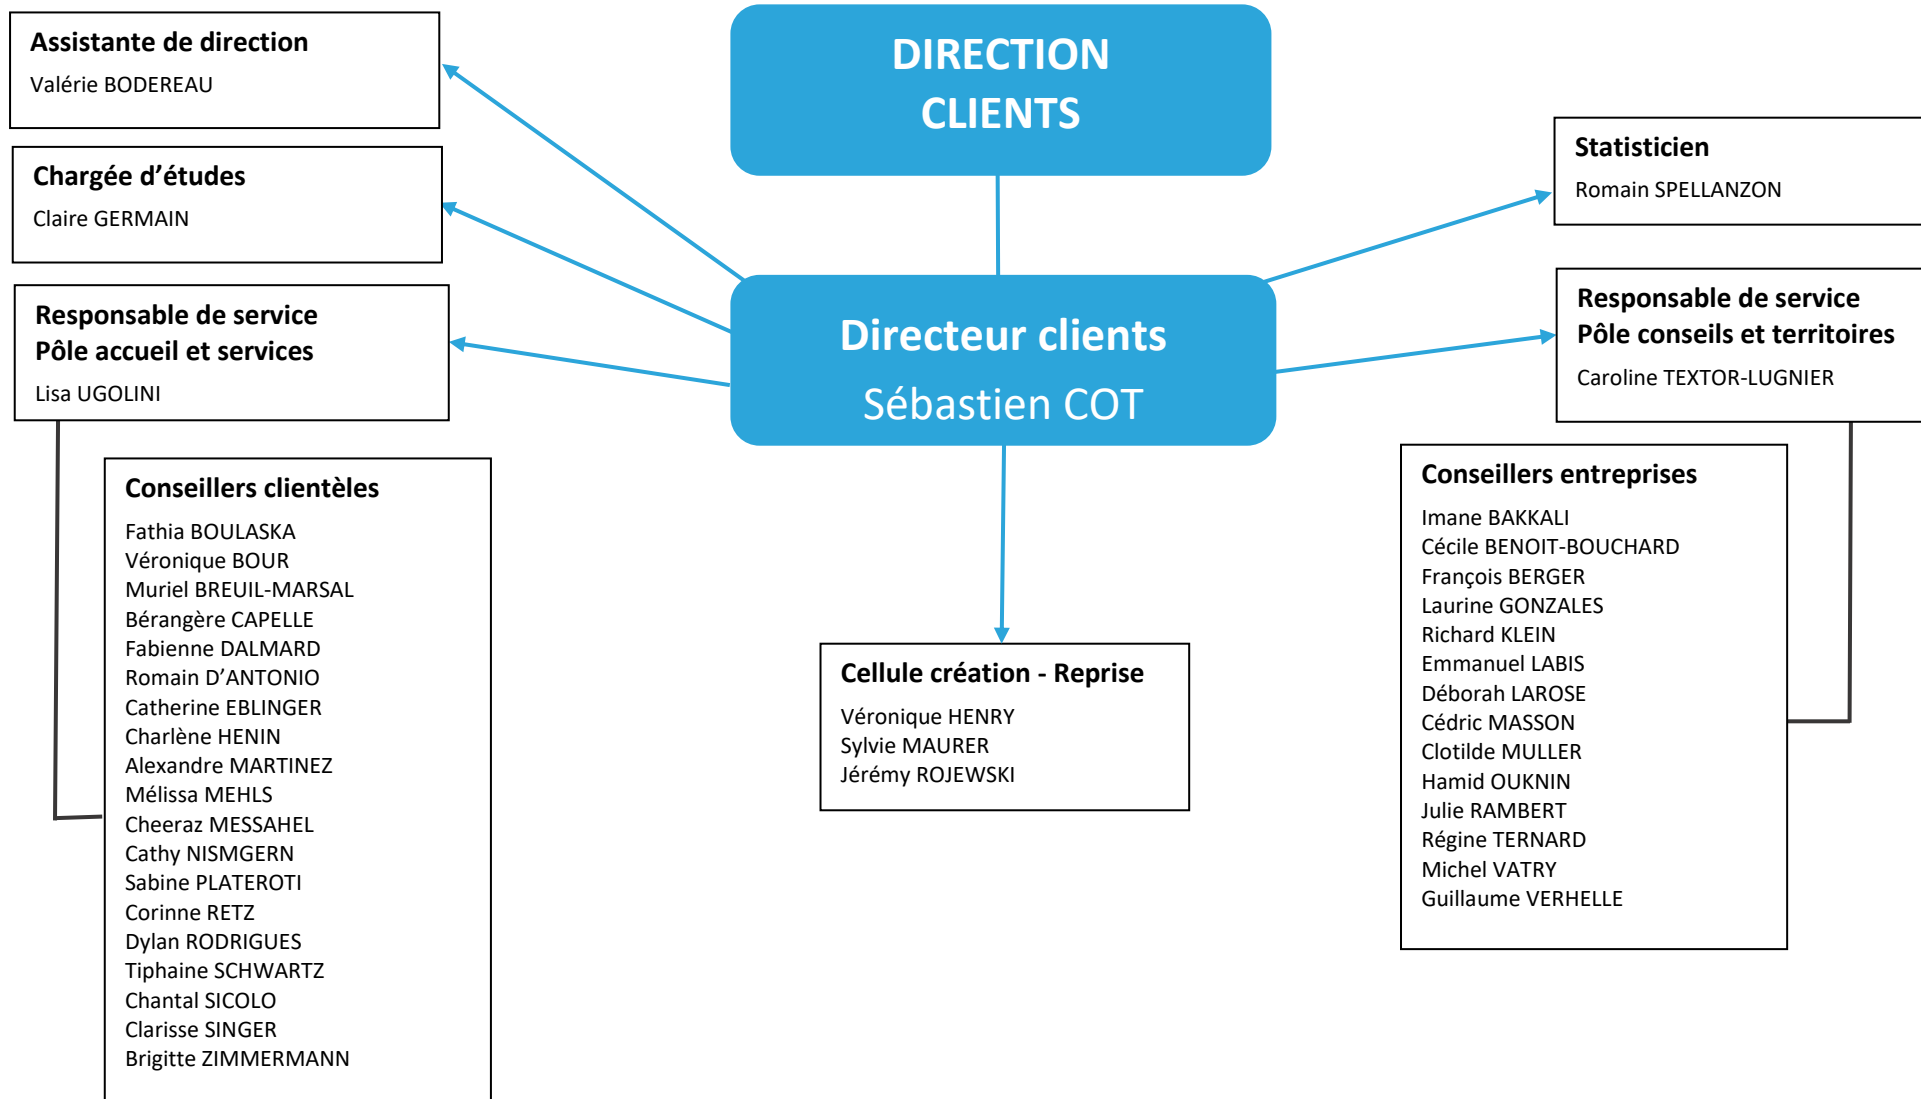 DIRECTION
CLIENTS
Directeur clients
Sébastien COT
Assistante de direction
Valérie BODEREAU
Chargée d’études
Claire GERMAIN
Responsable de service
Pôle accueil et services
Lisa UGOLINI
Conseillers clientèles
Fathia BOULASKA
Véronique BOUR
Muriel BREUIL-MARSAL
Bérangère CAPELLE
Fabienne DALMARD
Romain D’ANTONIO
Catherine EBLINGER
Charlène HENIN
Alexandre MARTINEZ
Mélissa MEHLS
Cheeraz MESSAHEL
Cathy NISMGERN
Sabine PLATEROTI
Corinne RETZ
Dylan RODRIGUES
Tiphaine SCHWARTZ
Chantal SICOLO
Clarisse SINGER
Brigitte ZIMMERMANN
Cellule création - Reprise
Véronique HENRY
Sylvie MAURER
Jérémy ROJEWSKI
Statisticien
Romain SPELLANZON
Responsable de service
Pôle conseils et territoires
Caroline TEXTOR-LUGNIER
Conseillers entreprises
Imane BAKKALI
Cécile BENOIT-BOUCHARD
François BERGER
Laurine GONZALES
Richard KLEIN
Emmanuel LABIS
Déborah LAROSE
Cédric MASSON
Clotilde MULLER
Hamid OUKNIN
Julie RAMBERT
Régine TERNARD
Michel VATRY
Guillaume VERHELLE